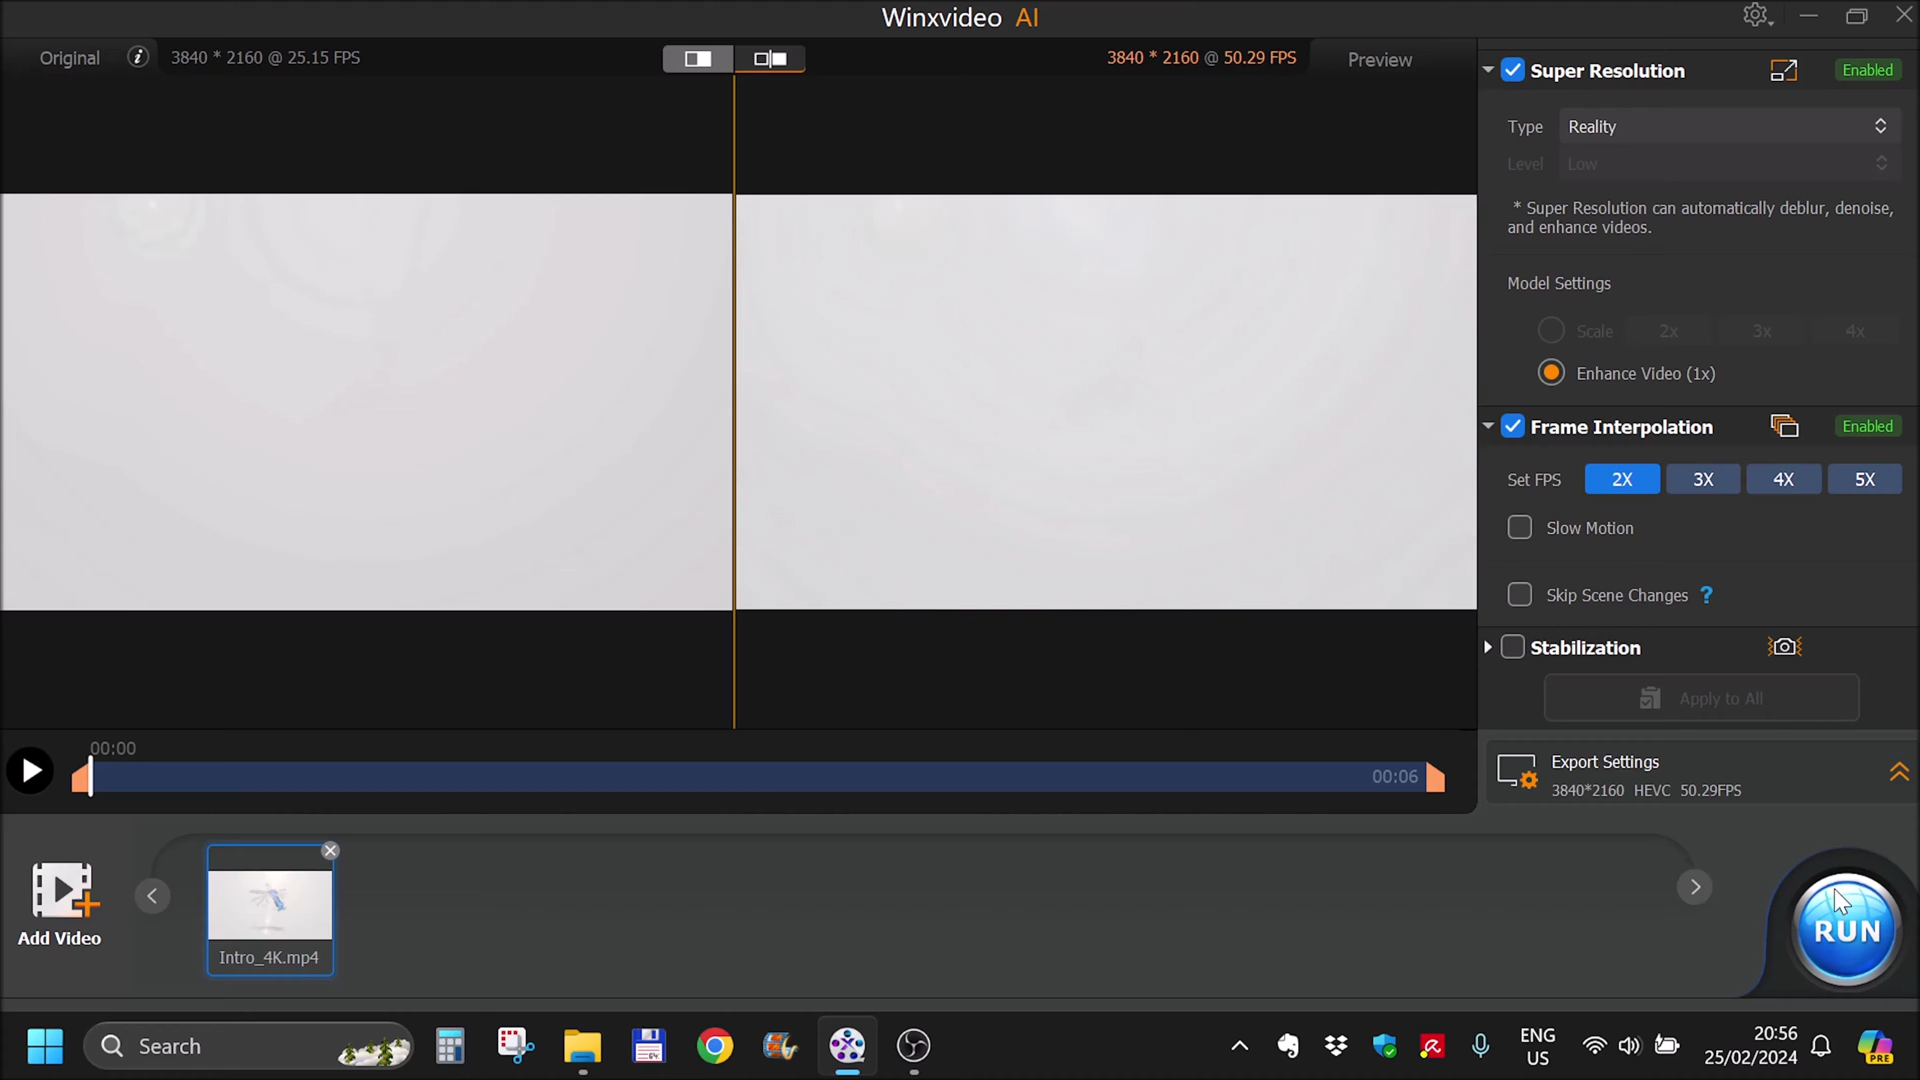 Winxvideo AI
Original
3840 * 2160 @ 25.15 FPS
3840 * 2160 @ 50.29 FPS
Preview
Super Resolution
Enabled
Type
Reality
Level
Low
* Super Resolution can automatically deblur, denoise,
and enhance videos.
Model Settings
Scale
2x
3x
4x
Enhance Video (1x)
Frame Interpolation
Enabled
Set FPS
2X
3X
4X
5X
Slow Motion
Skip Scene Changes ?
Stabilization
Apply to All
00:00
00:06
Export Settings
3840*2160 HEVC 50.29FPS
Add Video
Intro_4K.mp4
RUN
Search
64
ENG
US
20:56
25/02/2024
PRE